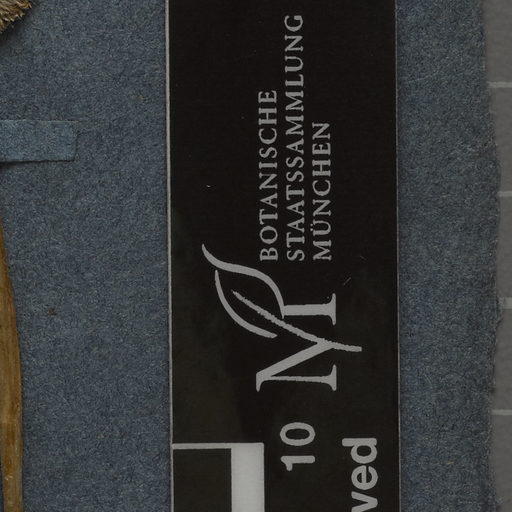 BOTANISCHE
STAATSSAMMLUNG
MÜNCHEN
M
10
ved